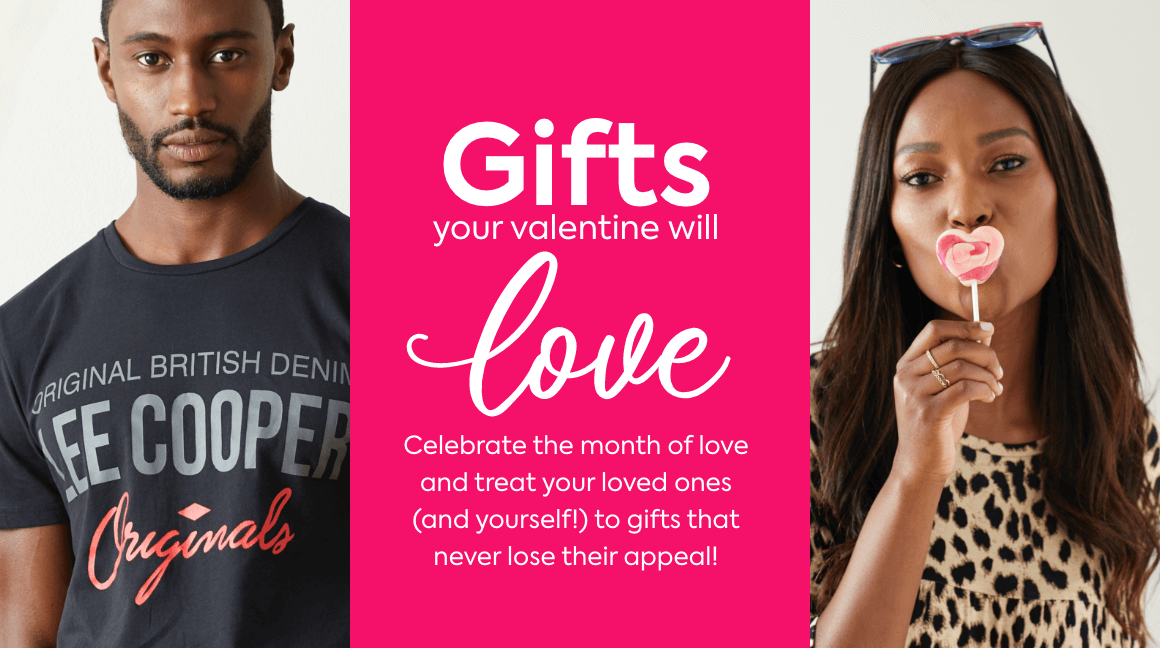 ORIGINAL BRITISH DENIM
LEE COOPER
Originals
Gifts
your valentine will
love
Celebrate the month of love
and treat your loved ones
(and yourself!) to gifts that
never lose their appeal!